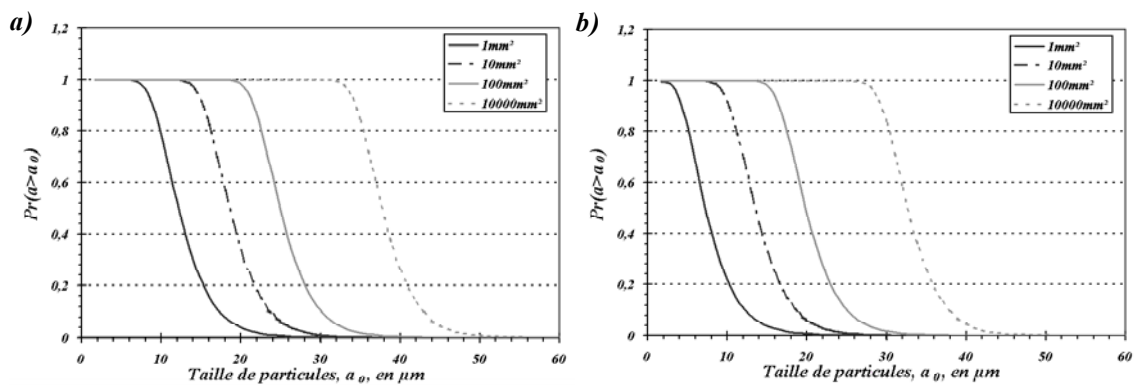 a)
1,2
1
0,8
0,6
0,4
0,2
0
Pr(a>a₀)
1mm²
10mm²
100mm²
10000mm²
0 10 20 30 40 50 60
Taille de particules, a₀, en µm
b)
1,2
1
0,8
0,6
0,4
0,2
0
Pr(a>a₀)
1mm²
10mm²
100mm²
10000mm²
0 10 20 30 40 50 60
Taille de particules, a₀, en µm